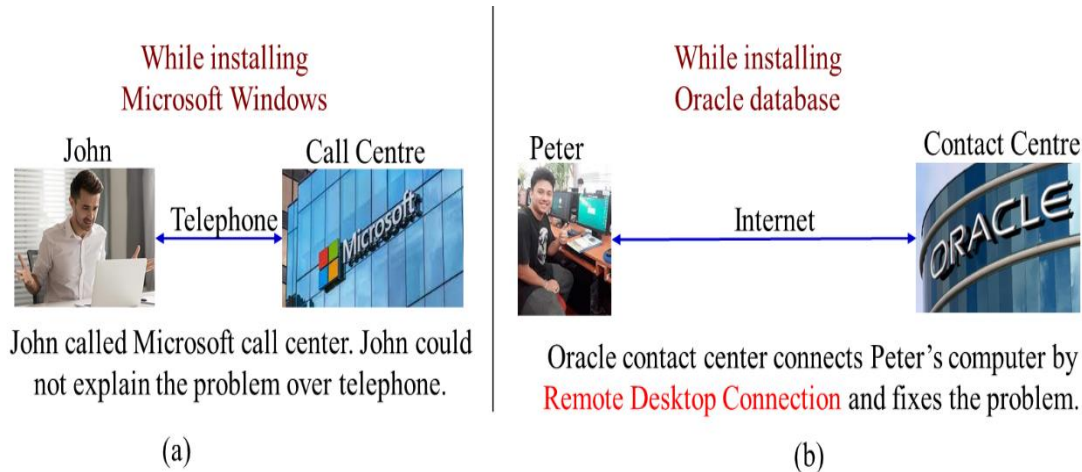 While installing
Microsoft Windows
John
Call Centre
Telephone
Microsoft
John called Microsoft call center. John could
not explain the problem over telephone.
(a)
While installing
Oracle database
Peter
Contact Centre
Internet
ORACLE
Oracle contact center connects Peter’s computer by
Remote Desktop Connection and fixes the problem.
(b)